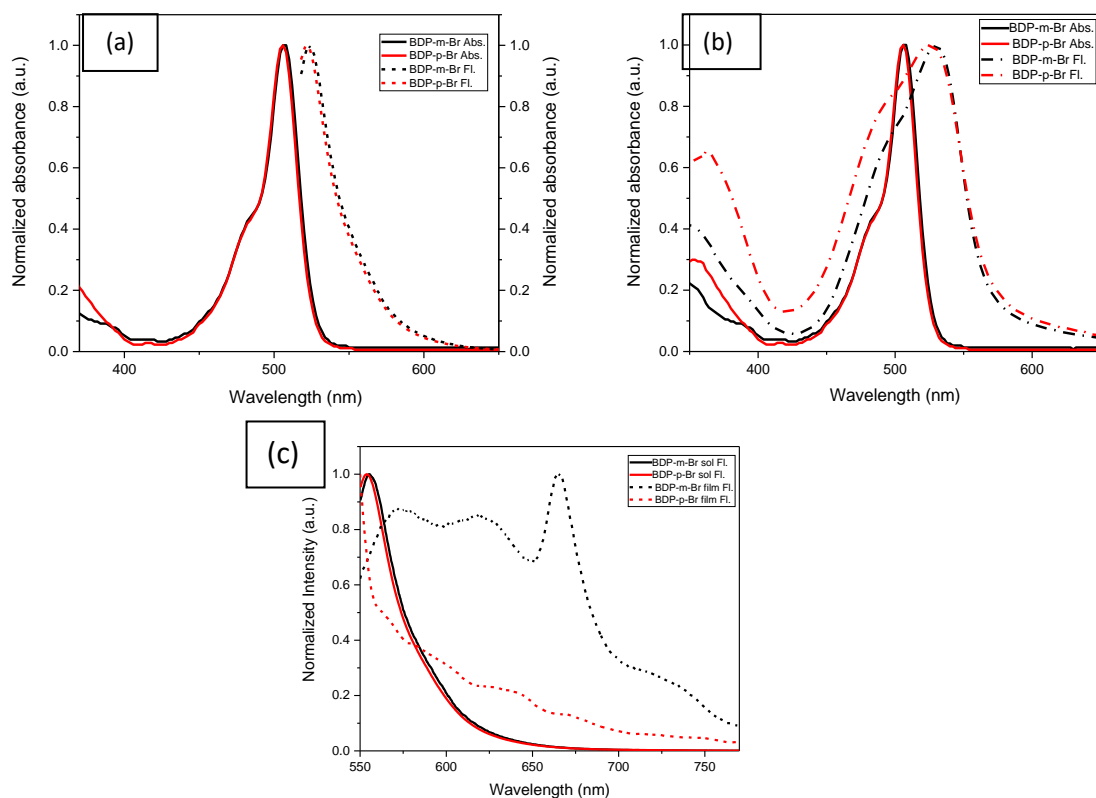 (a)
BDP-m-Br Abs.
BDP-p-Br Abs.
BDP-m-Br Fl.
BDP-p-Br Fl.
Normalized absorbance (a.u.)
1.0
0.8
0.6
0.4
0.2
0.0
1.0
0.8
0.6
0.4
0.2
0.0
Normalized absorbance (a.u.)
400
500
600
Wavelength (nm)
(b)
BDP-m-Br Abs.
BDP-p-Br Abs.
BDP-m-Br Fl.
BDP-p-Br Fl.
Normalized absorbance (a.u.)
1.0
0.8
0.6
0.4
0.2
0.0
400
500
600
Wavelength (nm)
(c)
BDP-m-Br sol Fl.
BDP-p-Br sol Fl.
BDP-m-Br film Fl.
BDP-p-Br film Fl.
Normalized Intensity (a.u.)
1.0
0.8
0.6
0.4
0.2
0.0
550
600
650
700
750
Wavelength (nm)